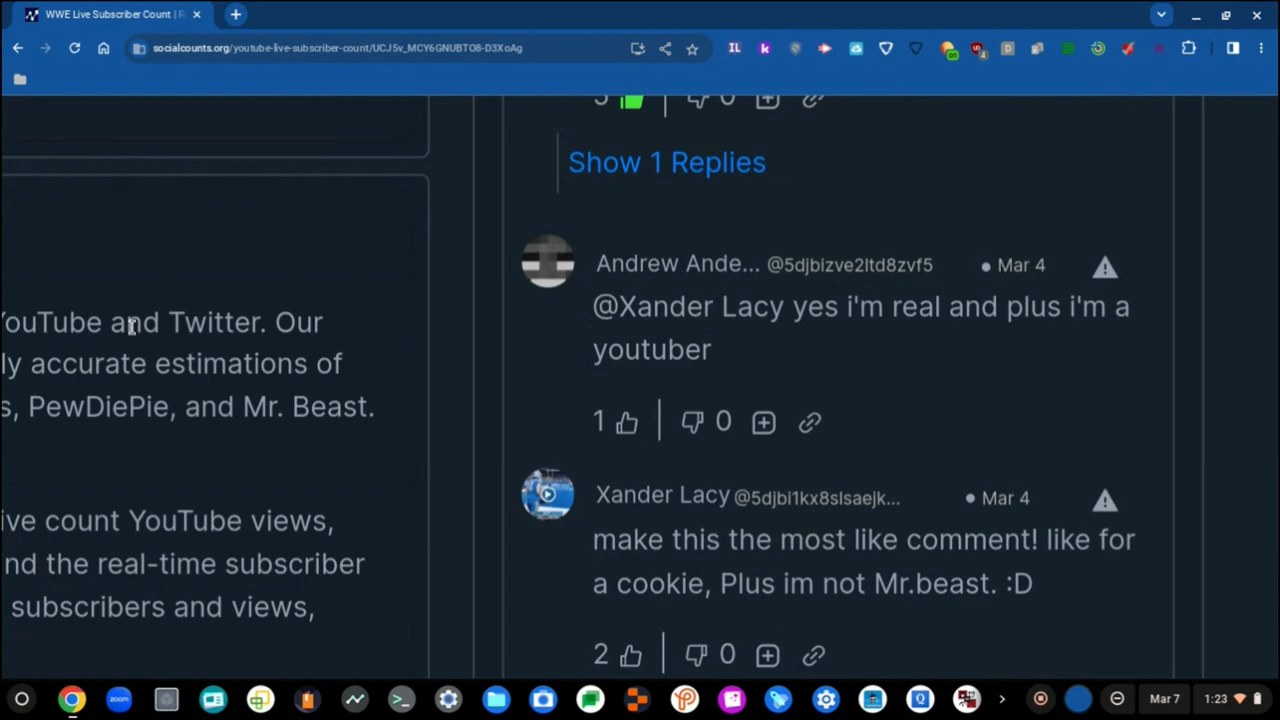 WWE Live Subscriber Count | R
socialcounts.org/youtube-live-subscriber-count/UCJ5v_MCY6GNUBTO8-D3XoAg
YouTube and Twitter. Our
ly accurate estimations of
s, PewDiePie, and Mr. Beast.
ive count YouTube views,
nd the real-time subscriber
subscribers and views,
0
Show 1 Replies
Andrew Ande... @5djbizve2ltd8zvf5 • Mar 4
@Xander Lacy yes i'm real and plus i'm a
youtuber
1 0
Xander Lacy @5djbl1kx8slsaejk... • Mar 4
make this the most like comment! like for
a cookie, Plus im not Mr.beast. :D
2 0
zoom
Mar 7 1:23